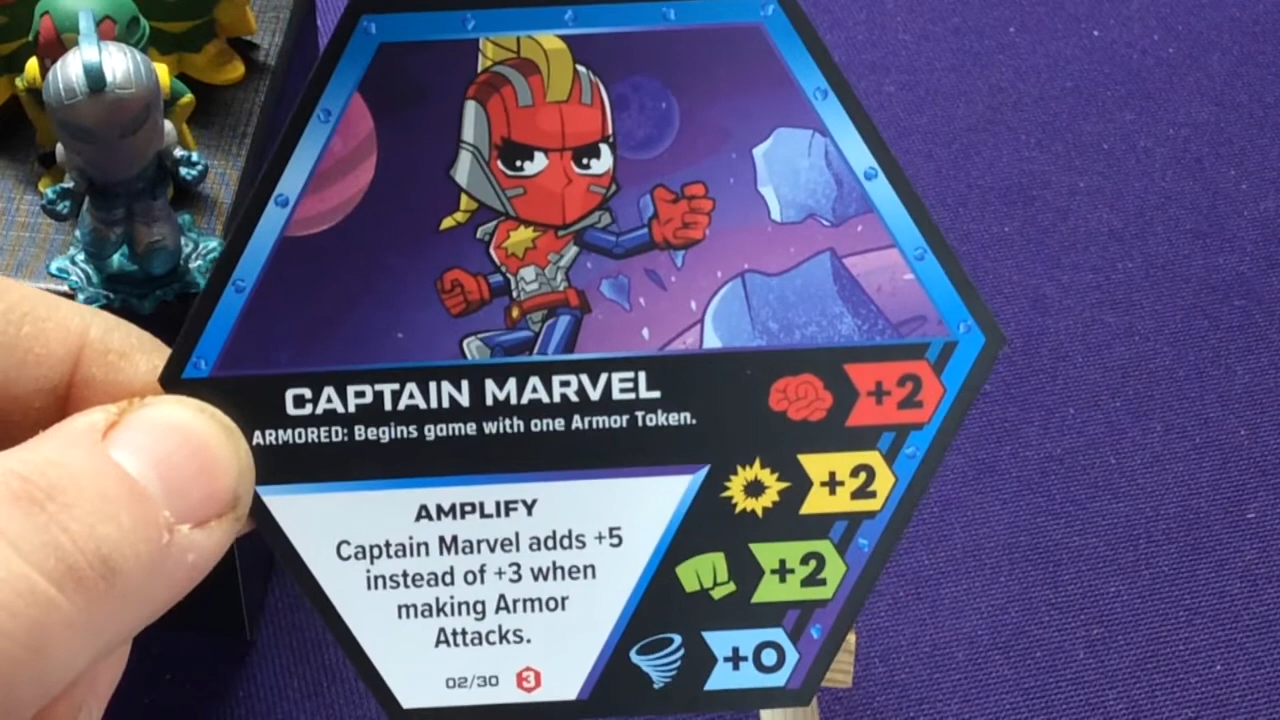 CAPTAIN MARVEL
ARMORED: Begins game with one Armor Token.
+2
+2
+2
+0
AMPLIFY
Captain Marvel adds +5
instead of +3 when
making Armor
Attacks.
02/30 3